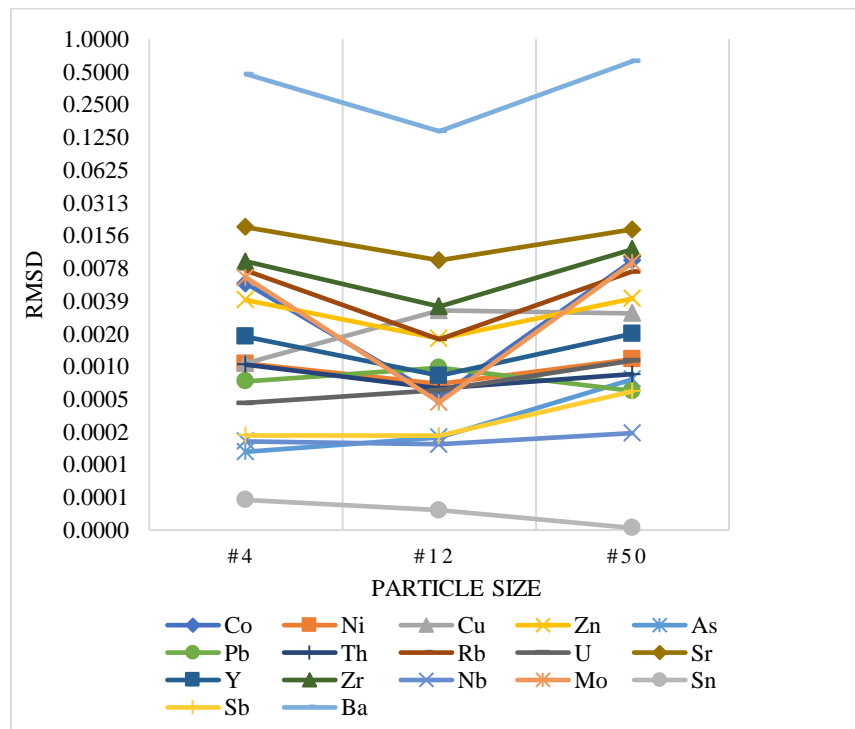 1.0000
0.5000
0.2500
0.1250
0.0625
0.0313
0.0156
0.0078
0.0039
0.0020
0.0010
0.0005
0.0002
0.0001
0.0001
0.0000
RMSD
#4 #12 #50
PARTICLE SIZE
Co Ni Cu Zn As
Pb Th Rb U Sr
Y Zr Nb Mo Sn
Sb Ba